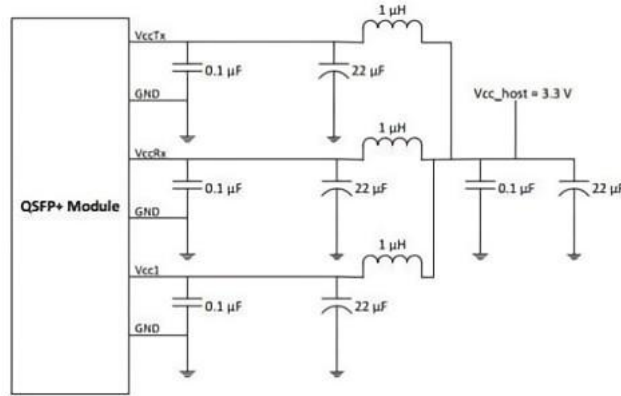 1 µH
VccTx
0.1 µF
22 µF
GND
Vcc_host = 3.3 V
1 µH
VccRx
0.1 µF
22 µF
0.1 µF
22 µF
QSFP+ Module
GND
1 µH
Vcc1
0.1 µF
22 µF
GND